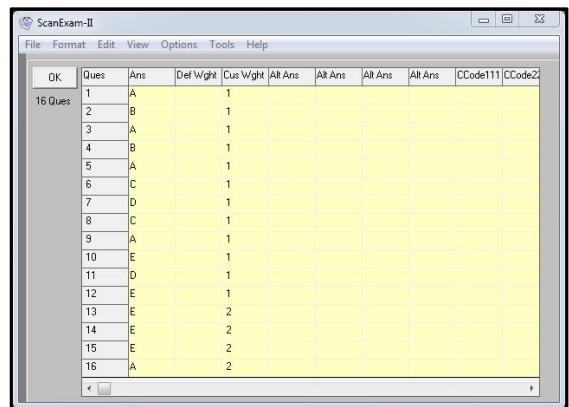 ScanExam-II
File Format Edit View Options Tools Help
OK
16 Ques
Ques Ans Def Wght Cus Wght Alt Ans Alt Ans Alt Ans Alt Ans CCode111 CCode22
1 A 1
2 B 1
3 A 1
4 B 1
5 A 1
6 C 1
7 D 1
8 C 1
9 A 1
10 E 1
11 D 1
12 E 1
13 E 2
14 E 2
15 E 2
16 A 2